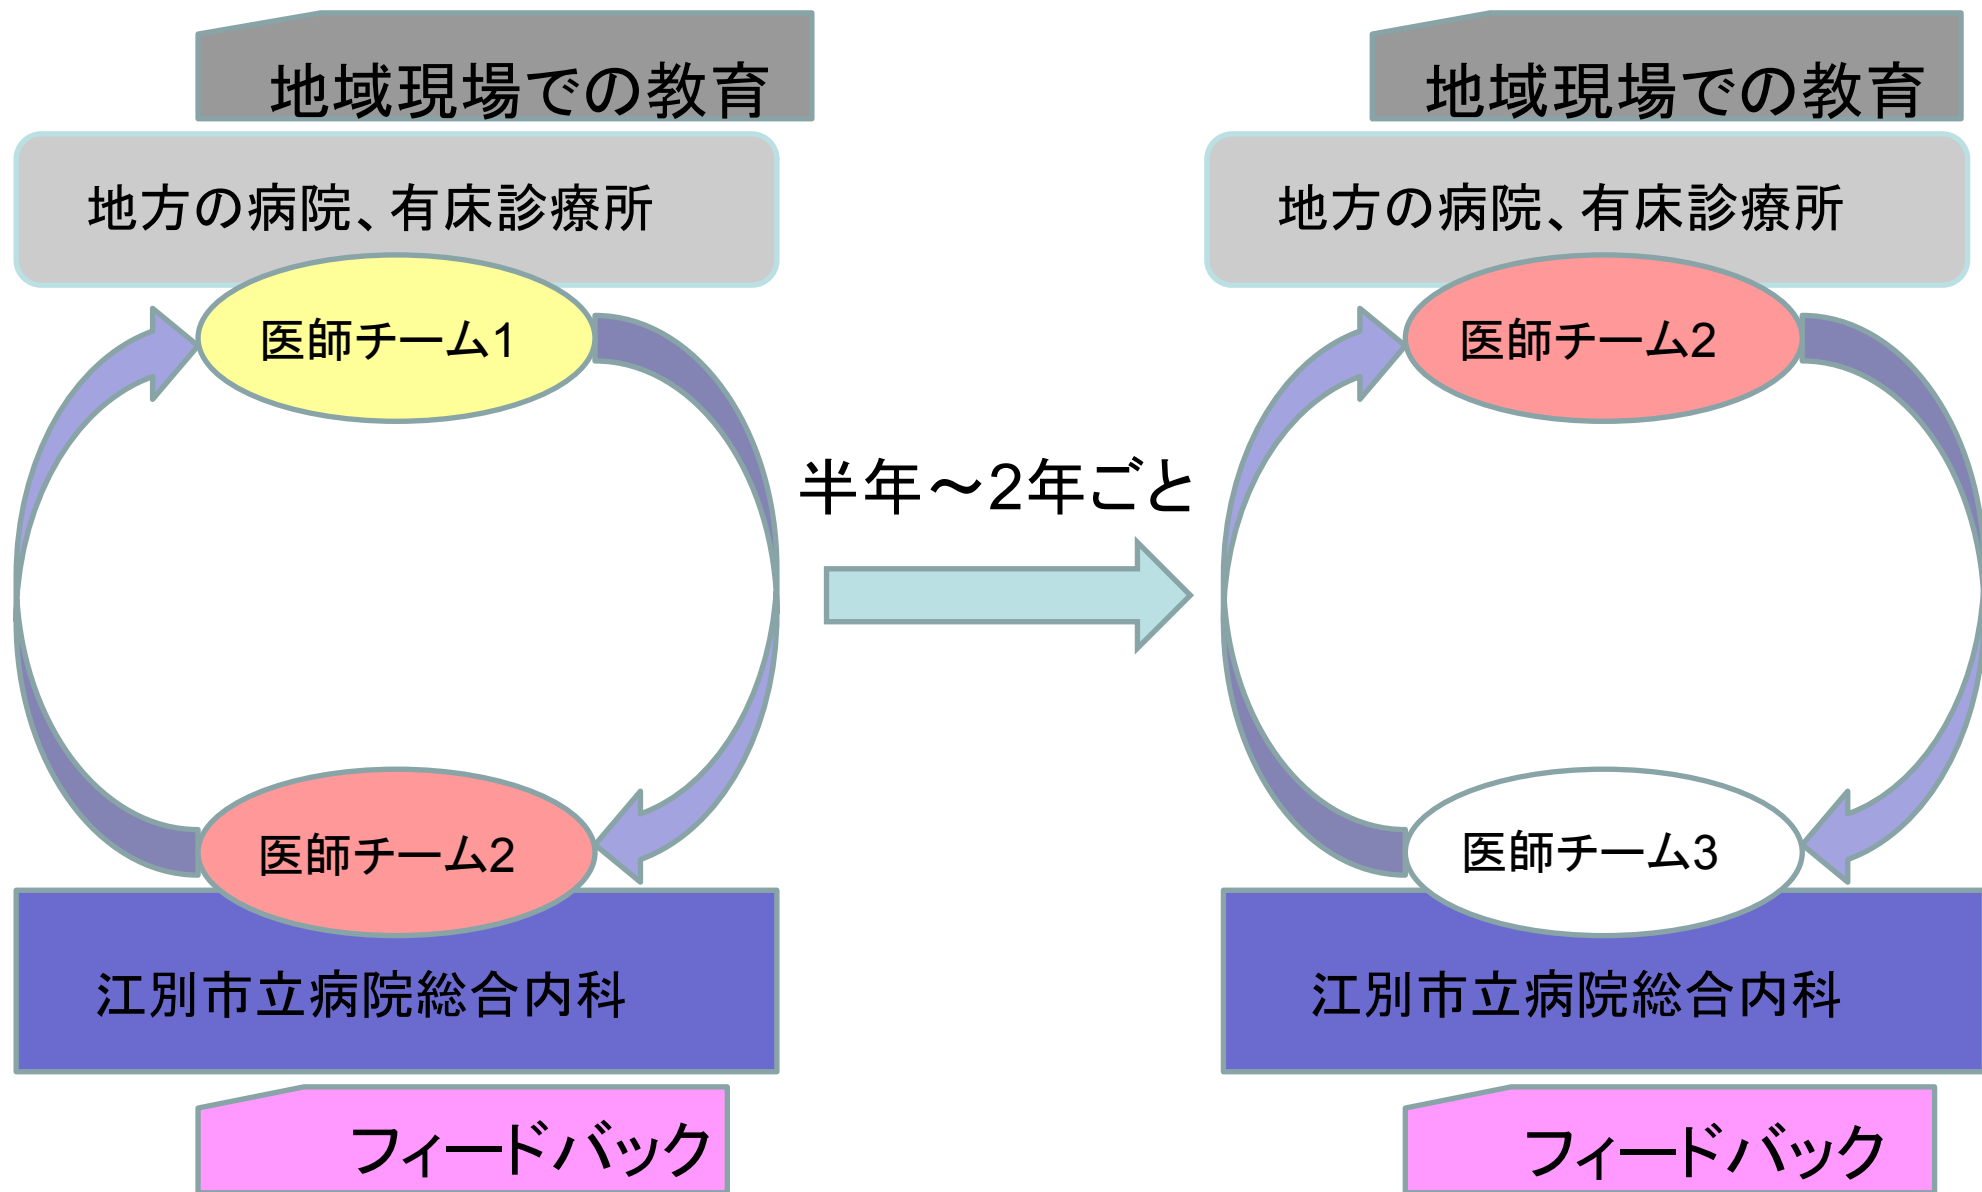 地域現場での教育
地方の病院、有床診療所
医師チーム1
医師チーム2
江別市立病院総合内科
フィードバック
半年～2年ごと
地域現場での教育
地方の病院、有床診療所
医師チーム2
医師チーム3
江別市立病院総合内科
フィードバック